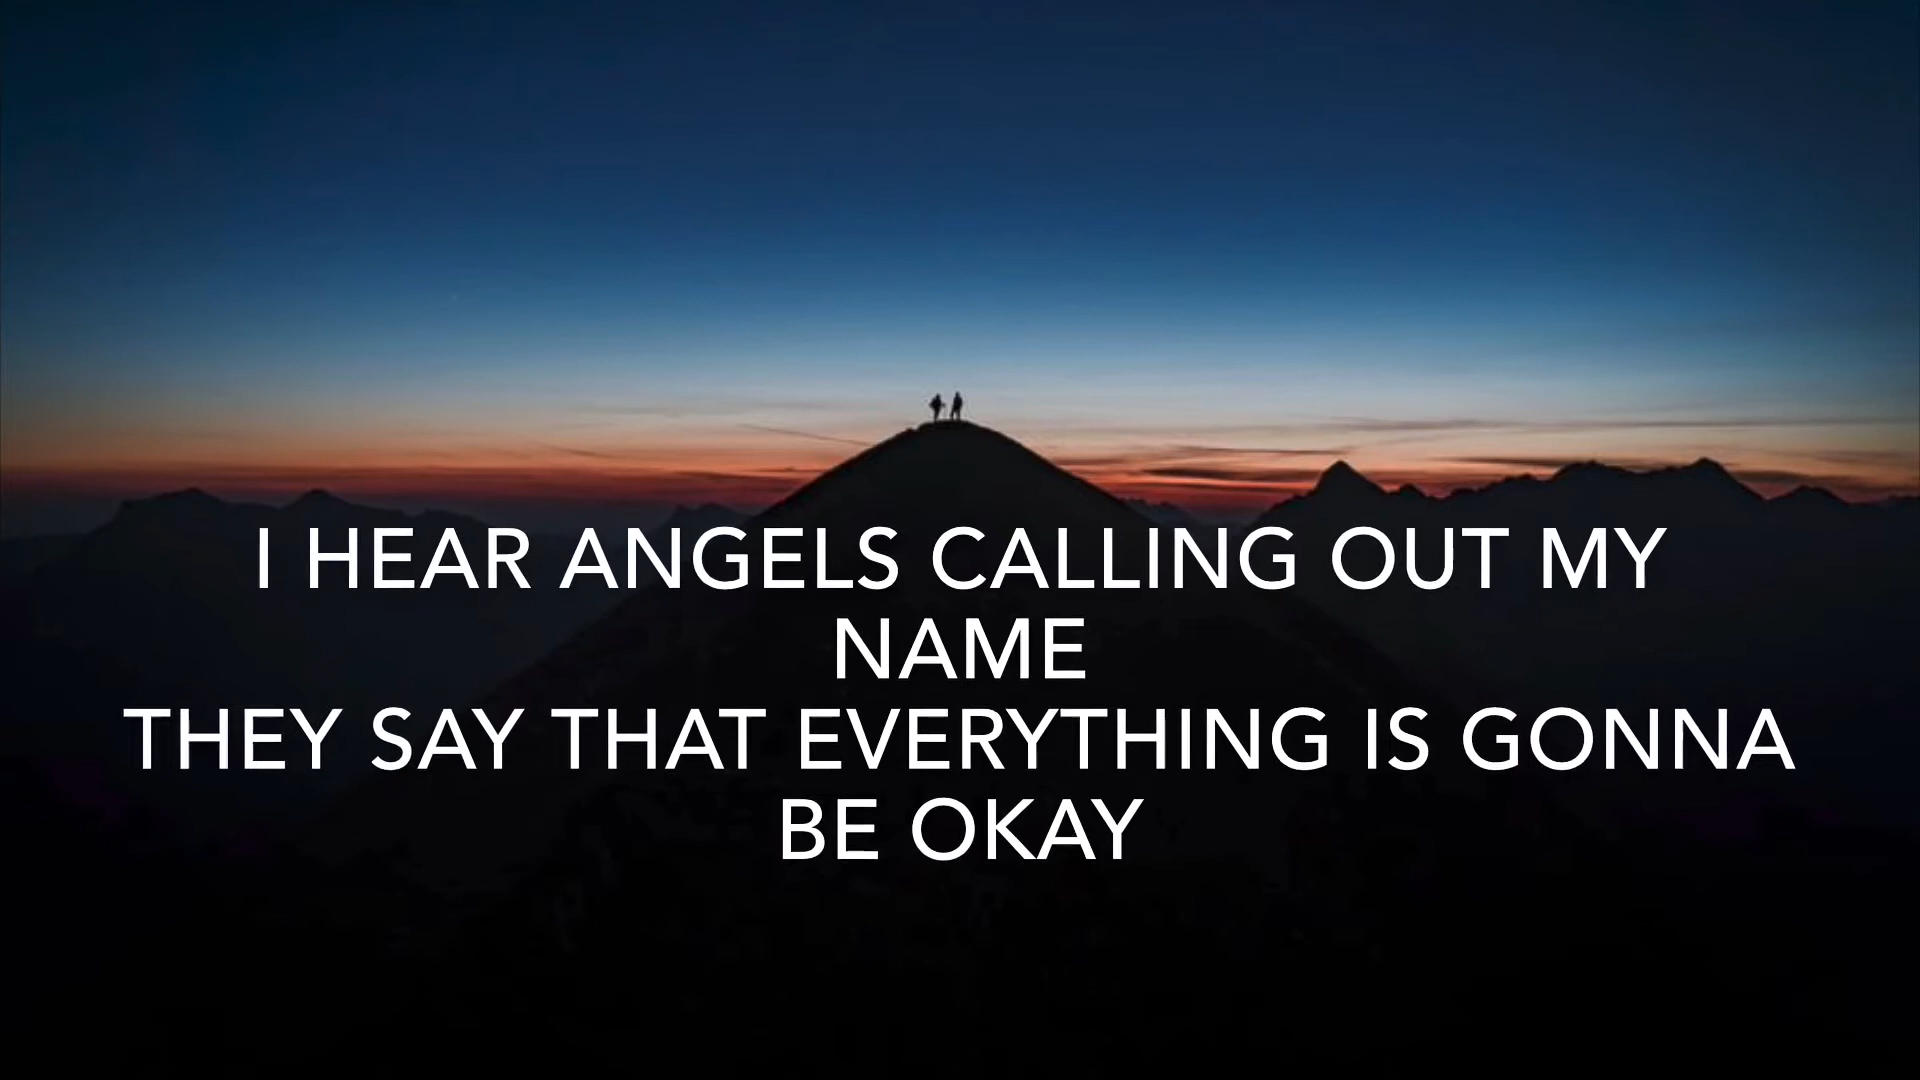 I HEAR ANGELS CALLING OUT MY
NAME
THEY SAY THAT EVERYTHING IS GONNA
BE OKAY